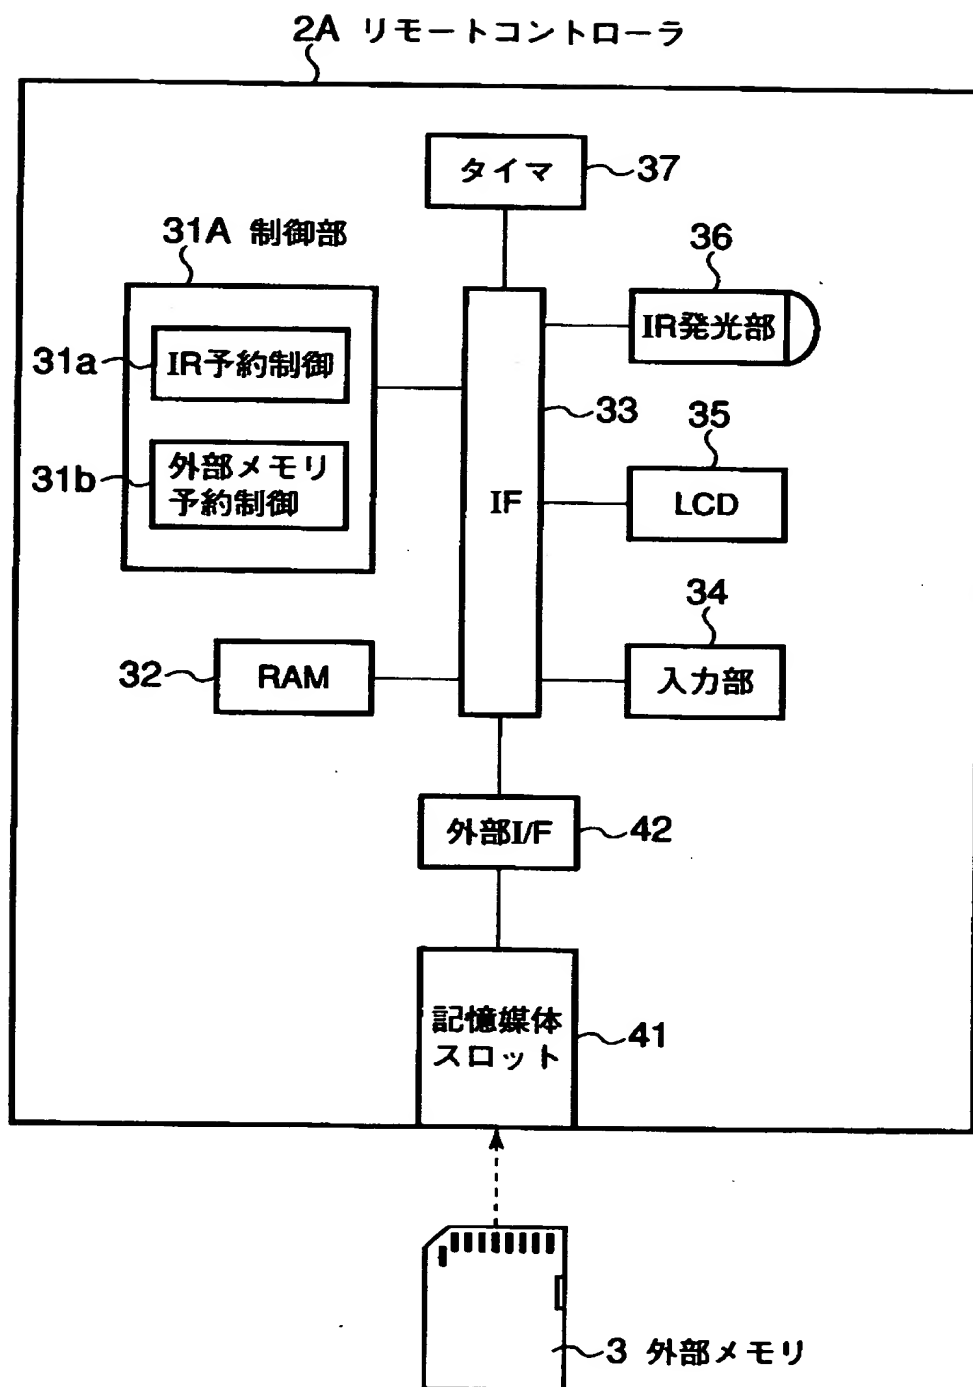 2A リモートコントローラ
タイマ
37
31A 制御部
36
IR発光部
31a
IR予約制御
33
35
31b
外部メモリ
予約制御
IF
LCD
34
32
RAM
入力部
外部I/F
42
記憶媒体
スロット
41
3 外部メモリ